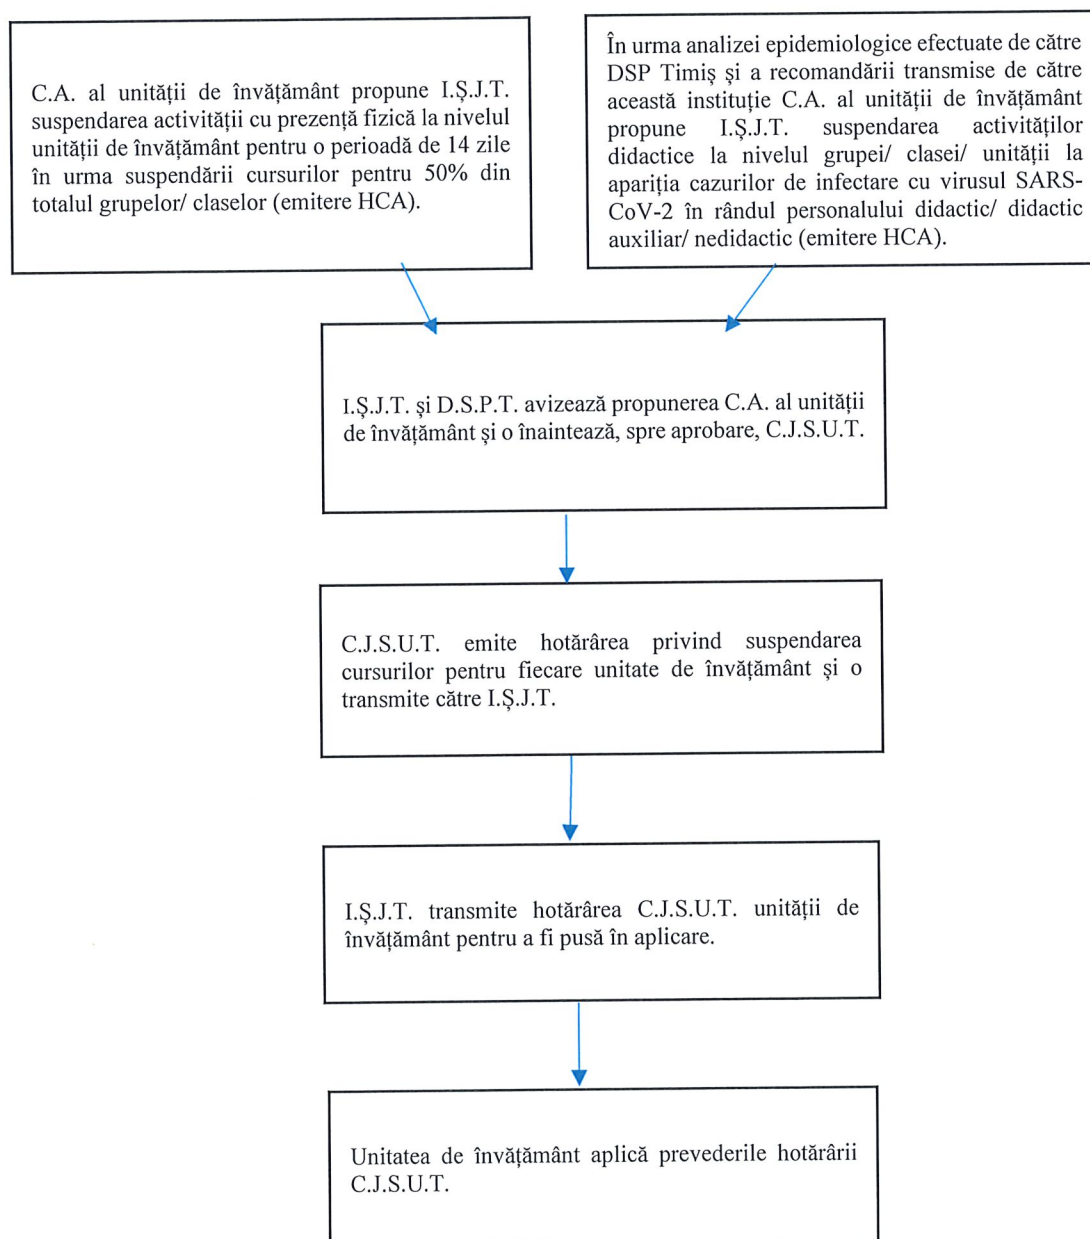 C.A. al unității de învățământ propune I.Ș.J.T.
suspendarea activității cu prezență fizică la nivelul
unității de învățământ pentru o perioadă de 14 zile
în urma suspendării cursurilor pentru 50% din
totalul grupelor/ claselor (emitere HCA).
În urma analizei epidemiologice efectuate de către
DSP Timiș și a recomandării transmise de către
această instituție C.A. al unității de învățământ
propune I.Ș.J.T. suspendarea activităților
didactice la nivelul grupei/ clasei/ unității la
apariția cazurilor de infectare cu virusul SARS-
CoV-2 în rândul personalului didactic/ didactic
auxiliar/ nedidactic (emitere HCA).
I.Ș.J.T. și D.S.P.T. avizează propunerea C.A. al unității
de învățământ și o înaintează, spre aprobare, C.J.S.U.T.
C.J.S.U.T. emite hotărârea privind suspendarea
cursurilor pentru fiecare unitate de învățământ și o
transmite către I.Ș.J.T.
I.Ș.J.T. transmite hotărârea C.J.S.U.T. unității de
învățământ pentru a fi pusă în aplicare.
Unitatea de învățământ aplică prevederile hotărârii
C.J.S.U.T.